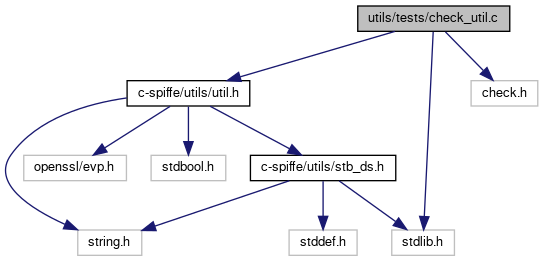 utils/tests/check_util.c
c-spiffe/utils/util.h
check.h
openssl/evp.h
stdbool.h
c-spiffe/utils/stb_ds.h
string.h
stddef.h
stdlib.h